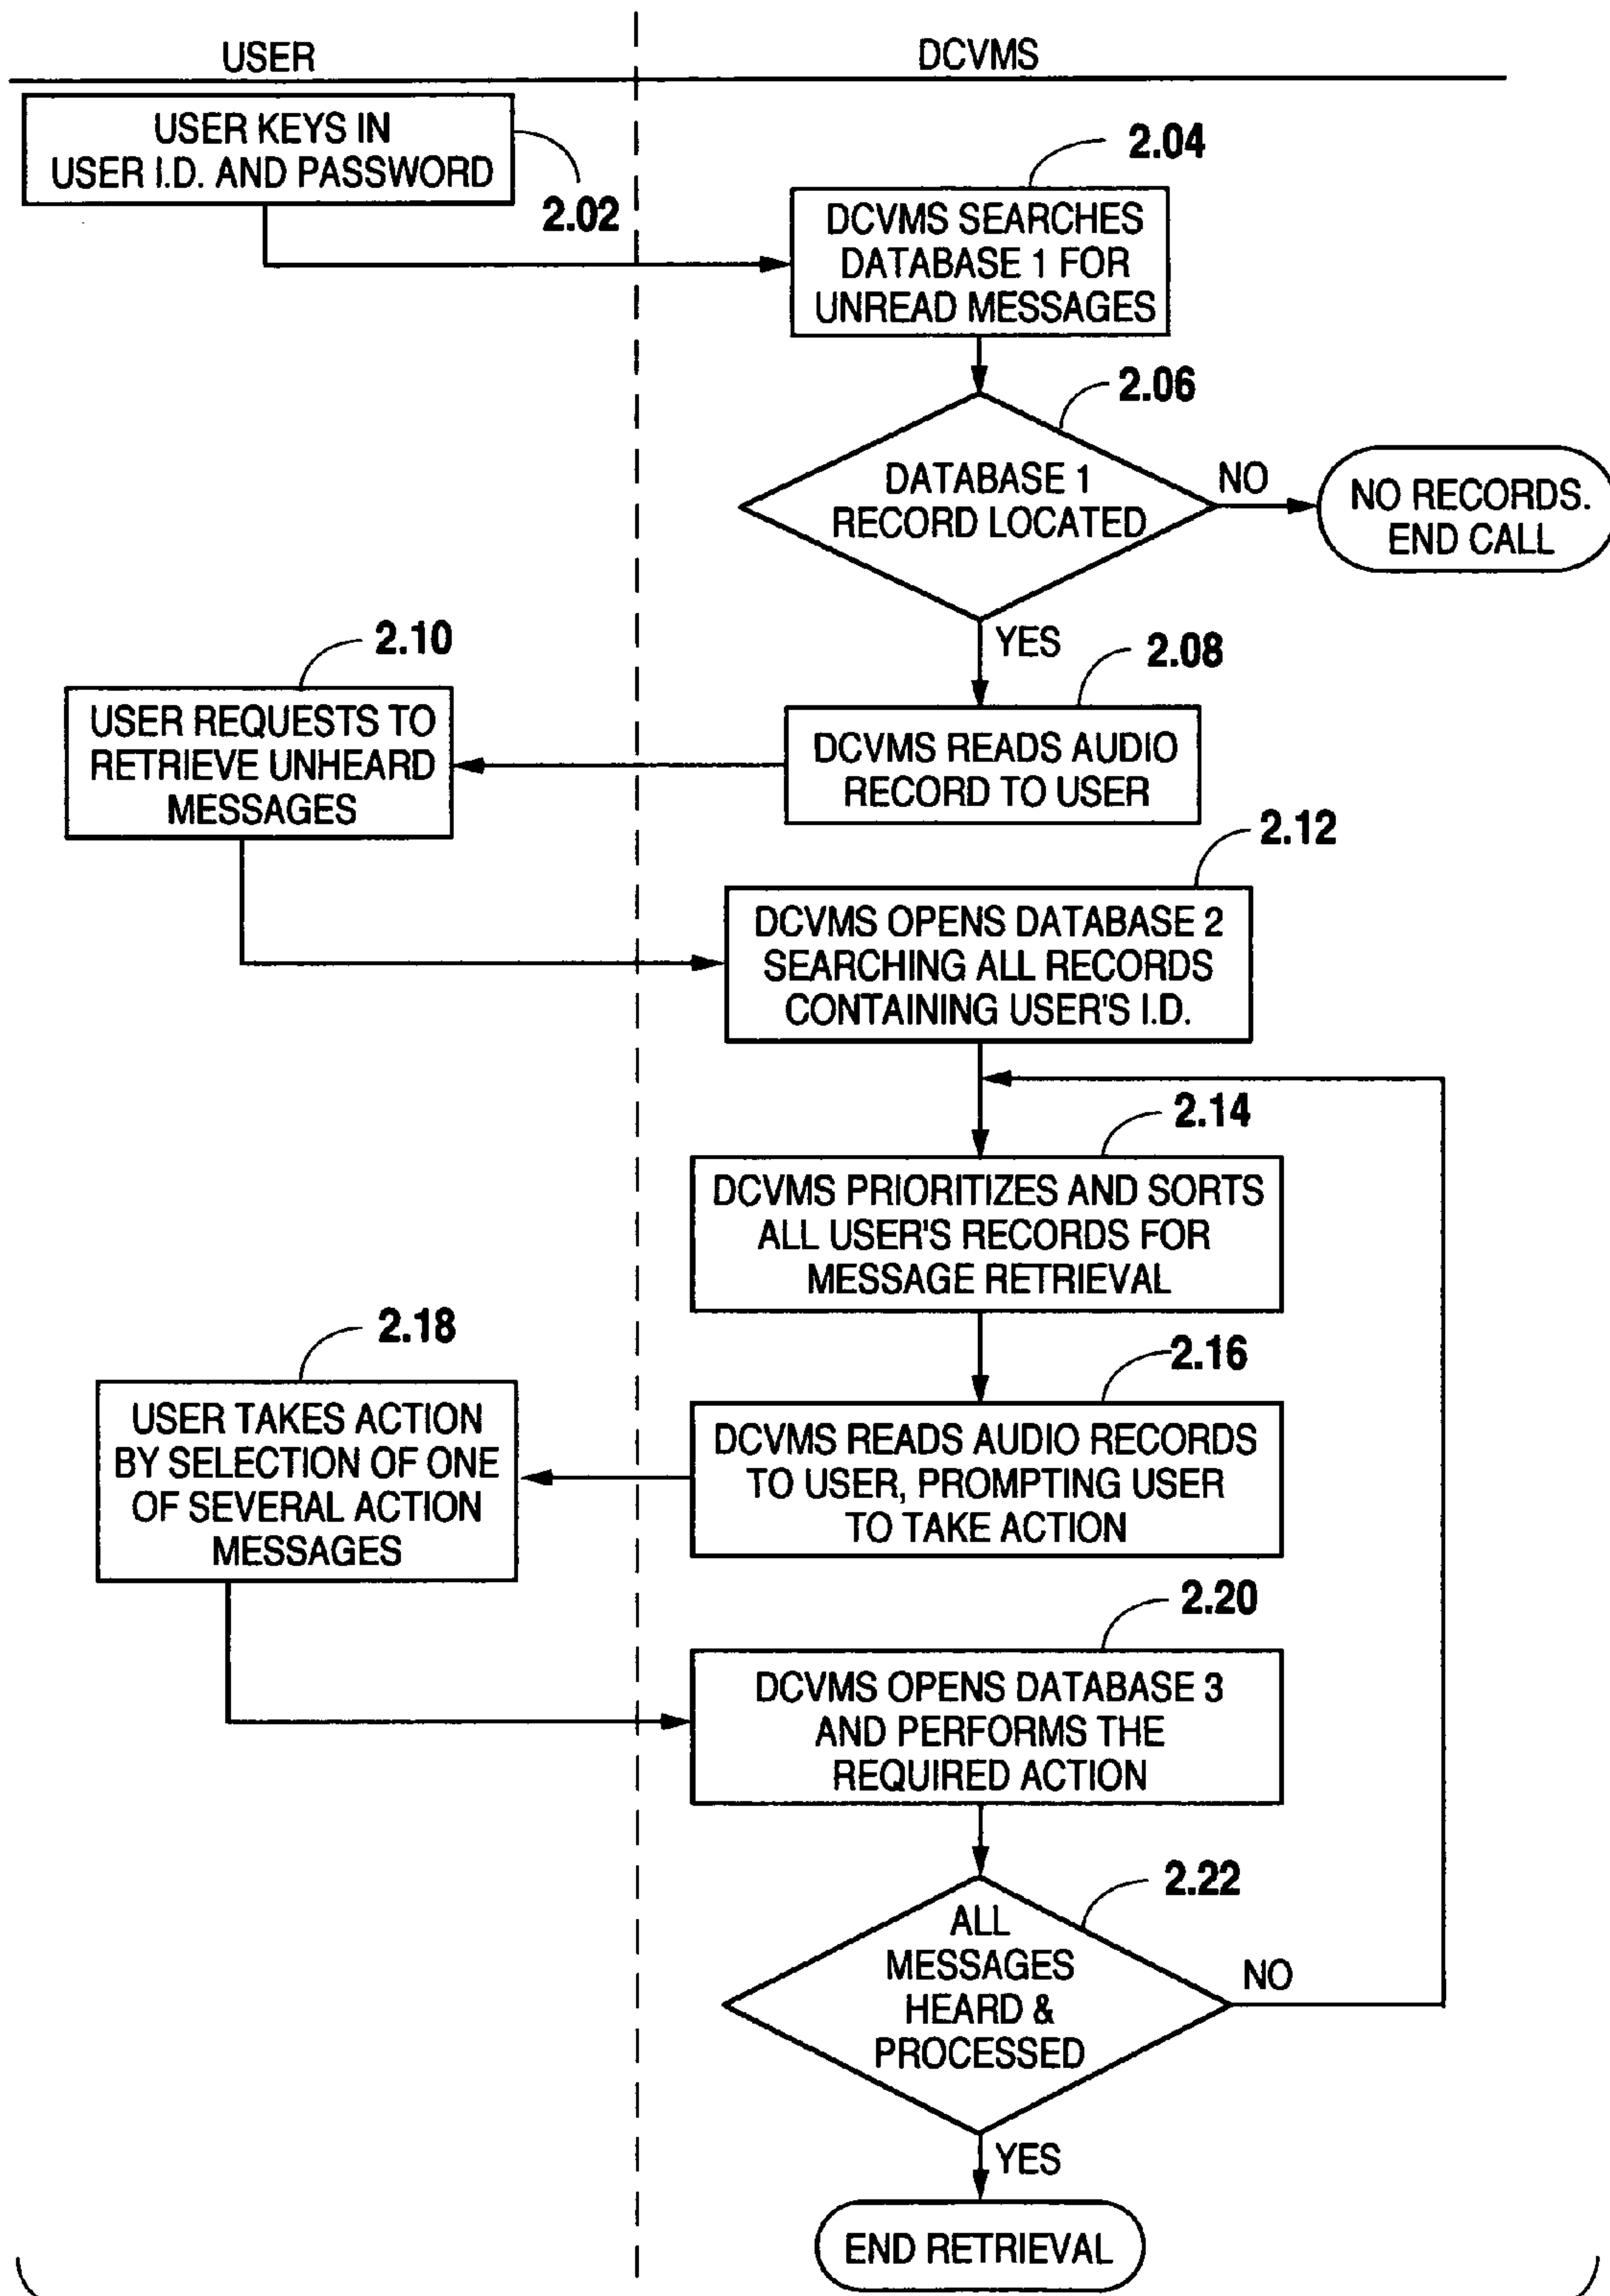 USER
DCVMS
USER KEYS IN
USER I.D. AND PASSWORD
2.02
2.04
DCVMS SEARCHES
DATABASE 1 FOR
UNREAD MESSAGES
2.06
DATABASE 1
RECORD LOCATED
NO
NO RECORDS.
END CALL
YES
2.08
DCVMS READS AUDIO
RECORD TO USER
2.10
USER REQUESTS TO
RETRIEVE UNHEARD
MESSAGES
2.12
DCVMS OPENS DATABASE 2
SEARCHING ALL RECORDS
CONTAINING USER'S I.D.
2.14
DCVMS PRIORITIZES AND SORTS
ALL USER'S RECORDS FOR
MESSAGE RETRIEVAL
2.16
DCVMS READS AUDIO RECORDS
TO USER, PROMPTING USER
TO TAKE ACTION
2.18
USER TAKES ACTION
BY SELECTION OF ONE
OF SEVERAL ACTION
MESSAGES
2.20
DCVMS OPENS DATABASE 3
AND PERFORMS THE
REQUIRED ACTION
2.22
ALL
MESSAGES
HEARD &
PROCESSED
NO
YES
END RETRIEVAL